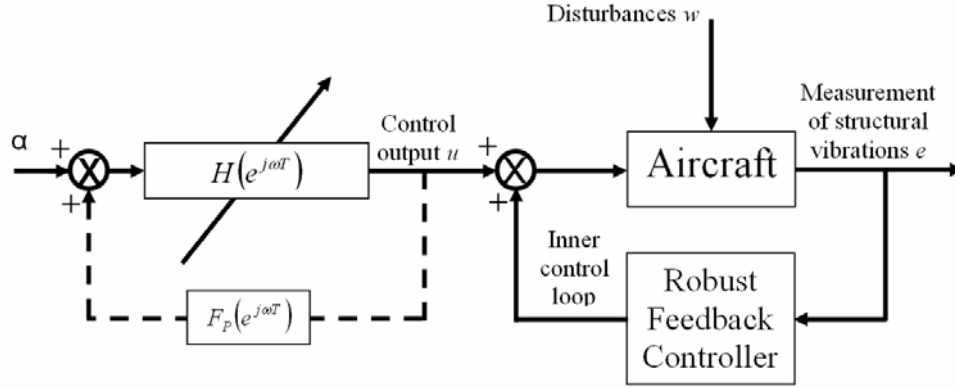 Disturbances w
Measurement
of structural
vibrations e
α
+
+
H(e^{jωT})
Control
output u
+
+
Aircraft
F_P(e^{jωT})
Inner
control
loop
Robust
Feedback
Controller